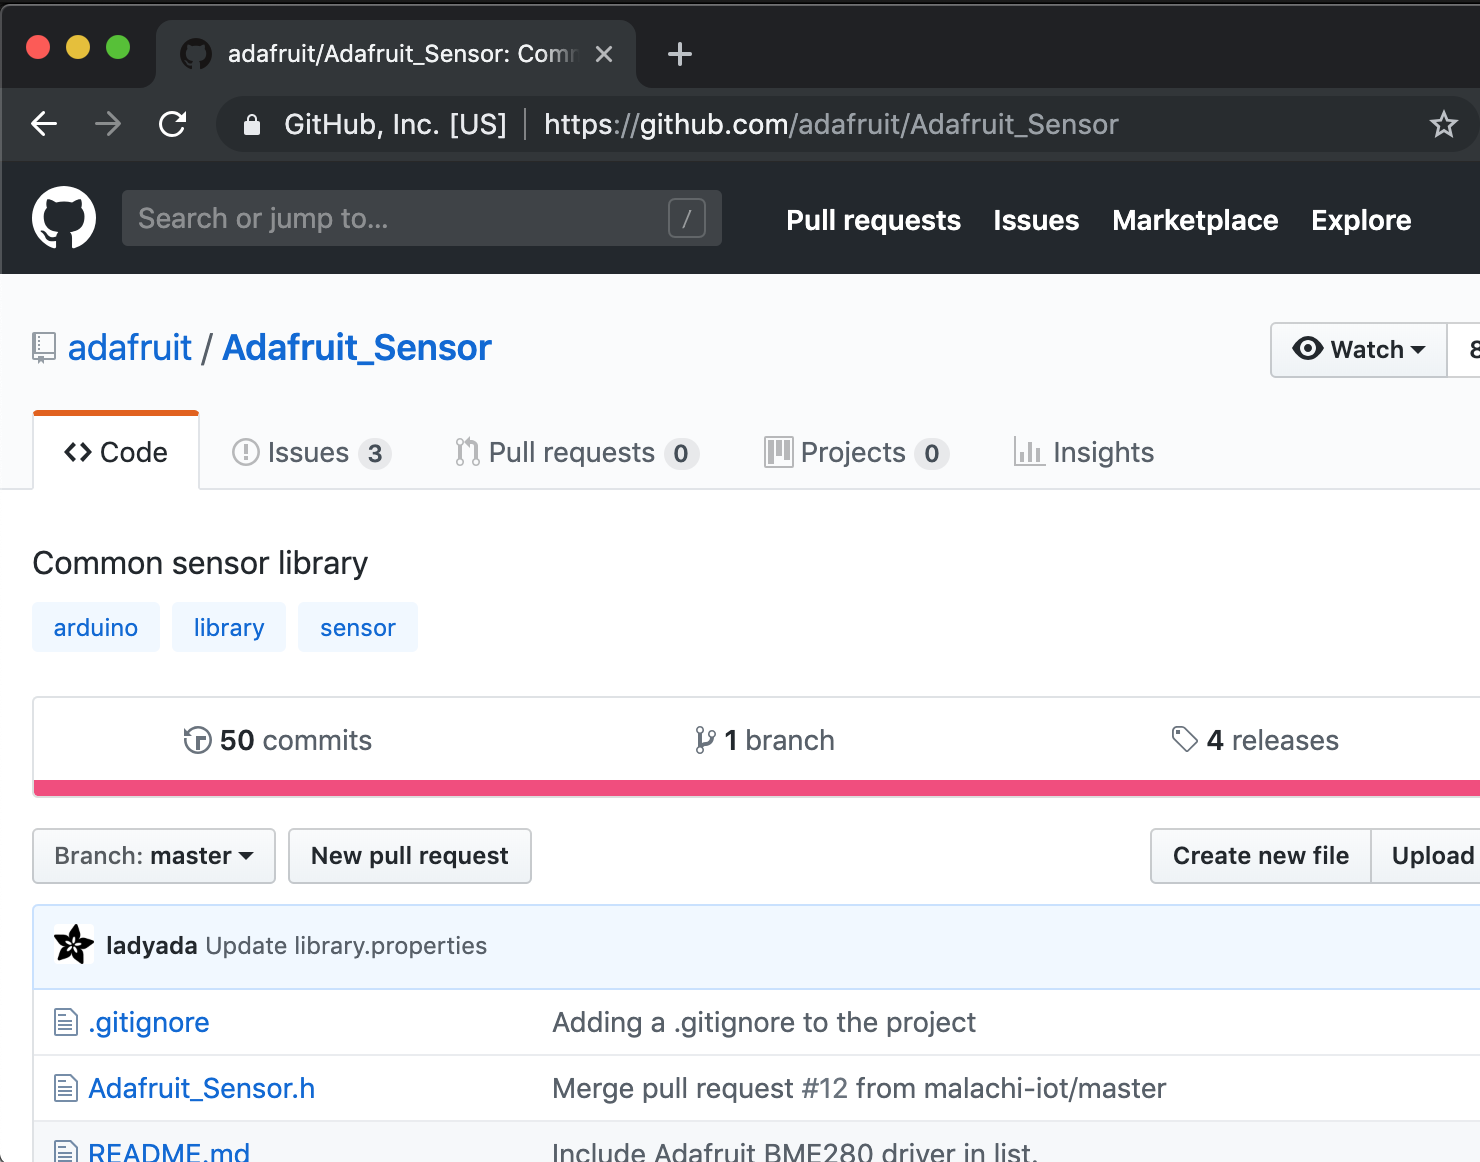 adafruit/Adafruit_Sensor: Com
GitHub, Inc. [US] | https://github.com/adafruit/Adafruit_Sensor
Search or jump to... / Pull requests Issues Marketplace Explore
adafruit / Adafruit_Sensor Watch 8
Code Issues 3 Pull requests 0 Projects 0 Insights
Common sensor library
arduino library sensor
50 commits 1 branch 4 releases
Branch: master New pull request Create new file Upload
ladyada Update library.properties
.gitignore Adding a .gitignore to the project
Adafruit_Sensor.h Merge pull request #12 from malachi-iot/master
README.md Include Adafruit BME280 driver in list.